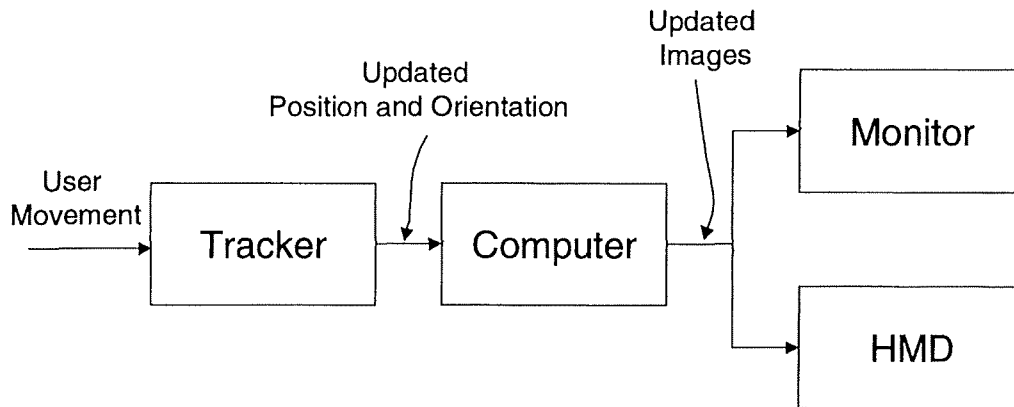 User
Movement
Tracker
Updated
Position and Orientation
Computer
Updated
Images
Monitor
HMD